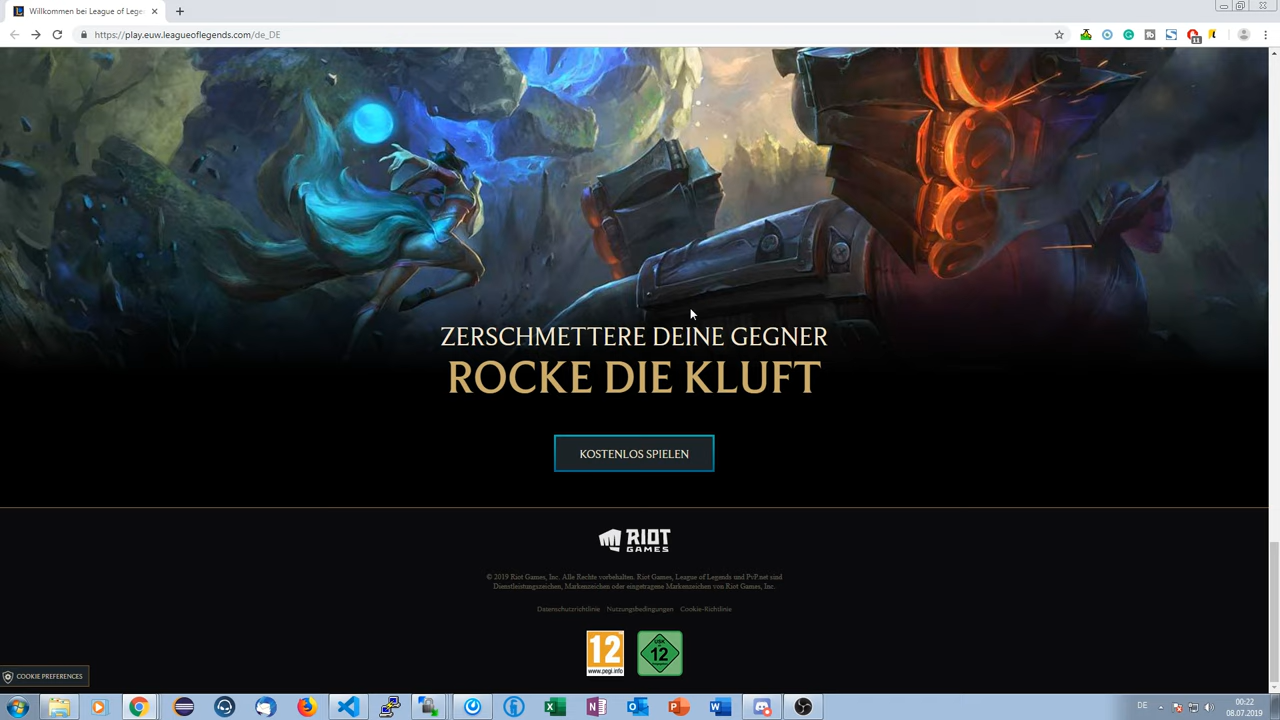 Willkommen bei League of Lege
https://play.euw.leagueoflegends.com/de_DE
11
ZERSCHMETTERE DEINE GEGNER
ROCKE DIE KLUFT
KOSTENLOS SPIELEN
RIOT
GAMES
© 2019 Riot Games, Inc. Alle Rechte vorbehalten. Riot Games, League of Legends und PvP.net sind
Dienstleistungszeichen, Markenzeichen oder eingetragene Markenzeichen von Riot Games, Inc.
Datenschutzrichtlinie Nutzungsbedingungen Cookie-Richtlinie
12
www.pegi.info
USK
12
COOKIE PREFERENCES
DE
00:22
08.07.2019